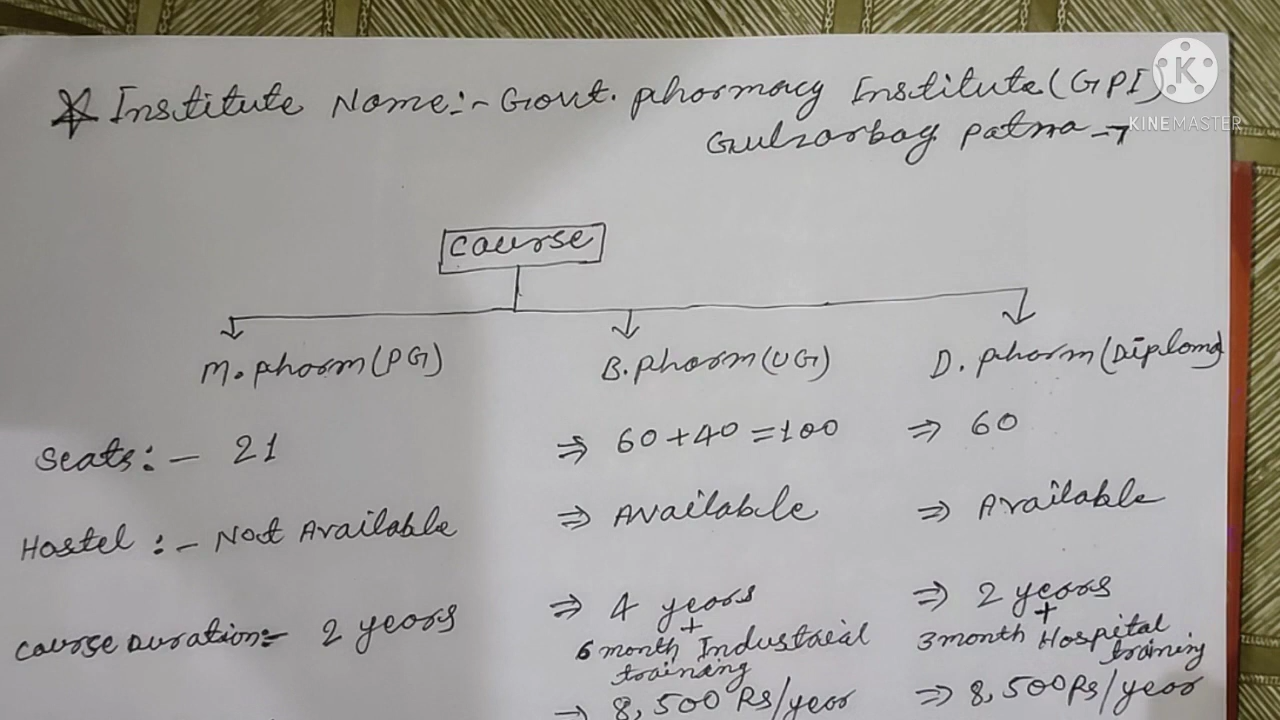 Institute Name:- Govt. pharmacy Institute (GPI)
Gulzarbag patna -7
course
M. pharm (PG) B. pharm (UG) D. pharm (Diploma)
seats:- 21 ⇒ 60+40=100 ⇒ 60
Hostel :- Not Available ⇒ Available ⇒ Available
course Duration:- 2 years ⇒ 4 years ⇒ 2 years
+ +
6 month Industrial 3 month Hospital
training training
⇒ 8,500 Rs/year ⇒ 8,500 Rs/year
K
KINEMASTER